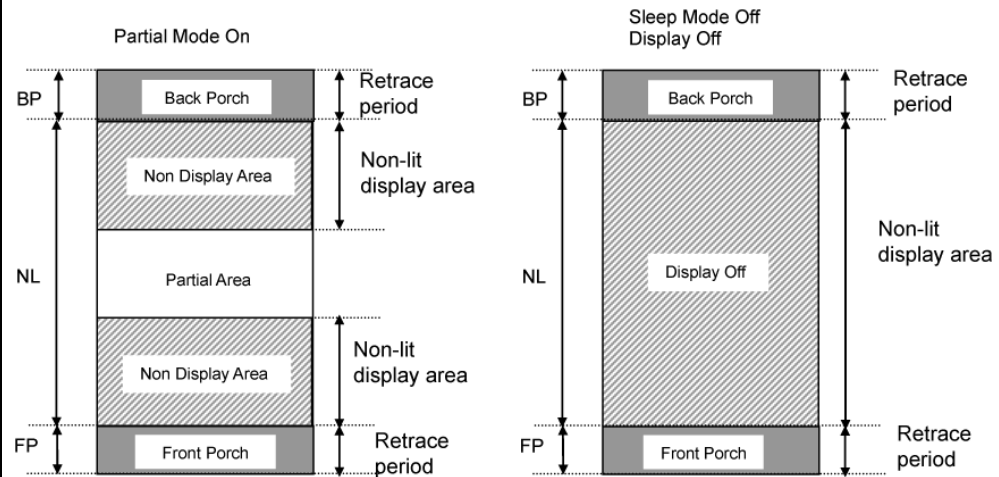 Partial Mode On
BP
Back Porch
Retrace
period
Non Display Area
Non-lit
display area
NL
Partial Area
Non Display Area
Non-lit
display area
FP
Front Porch
Retrace
period
Sleep Mode Off
Display Off
BP
Back Porch
Retrace
period
NL
Display Off
Non-lit
display area
FP
Front Porch
Retrace
period